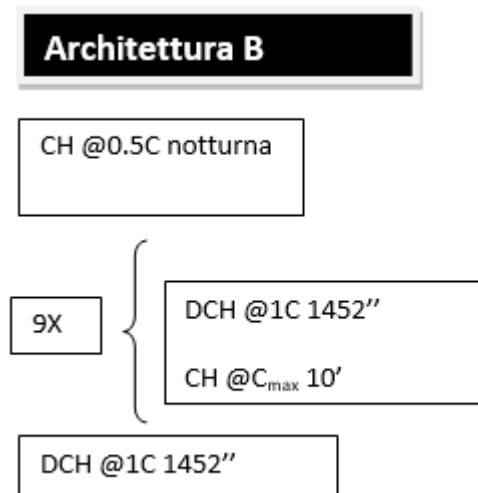 Architettura B
CH @0.5C notturna
9X
DCH @1C 1452’’
CH @Cmax 10’
DCH @1C 1452’’